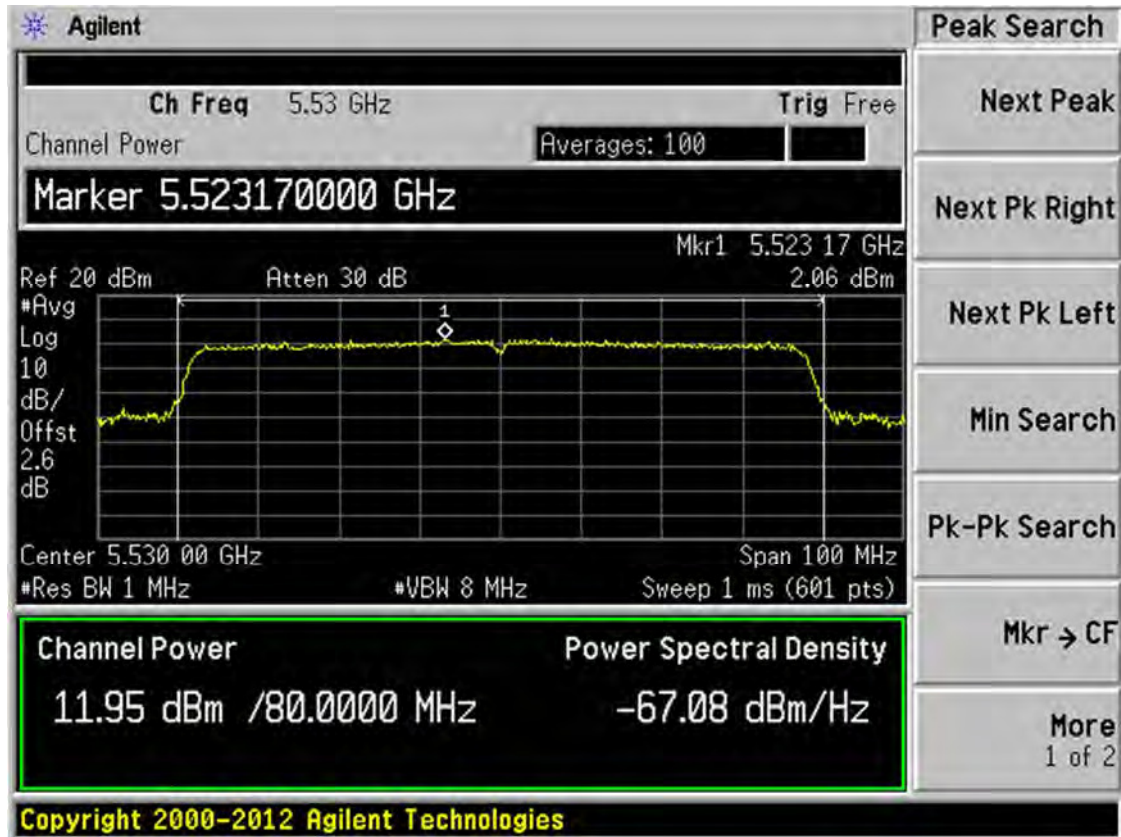 Agilent
Peak Search
Ch Freq 5.53 GHz Trig Free
Channel Power Averages: 100
Marker 5.523170000 GHz
Mkr1 5.523 17 GHz
Ref 20 dBm Atten 30 dB 2.06 dBm
#Avg
Log
10
dB/
Offst
2.6
dB
1
Center 5.530 00 GHz Span 100 MHz
#Res BW 1 MHz #VBW 8 MHz Sweep 1 ms (601 pts)
Channel Power Power Spectral Density
11.95 dBm /80.0000 MHz -67.08 dBm/Hz
Next Peak
Next Pk Right
Next Pk Left
Min Search
Pk-Pk Search
Mkr → CF
More
1 of 2
Copyright 2000-2012 Agilent Technologies